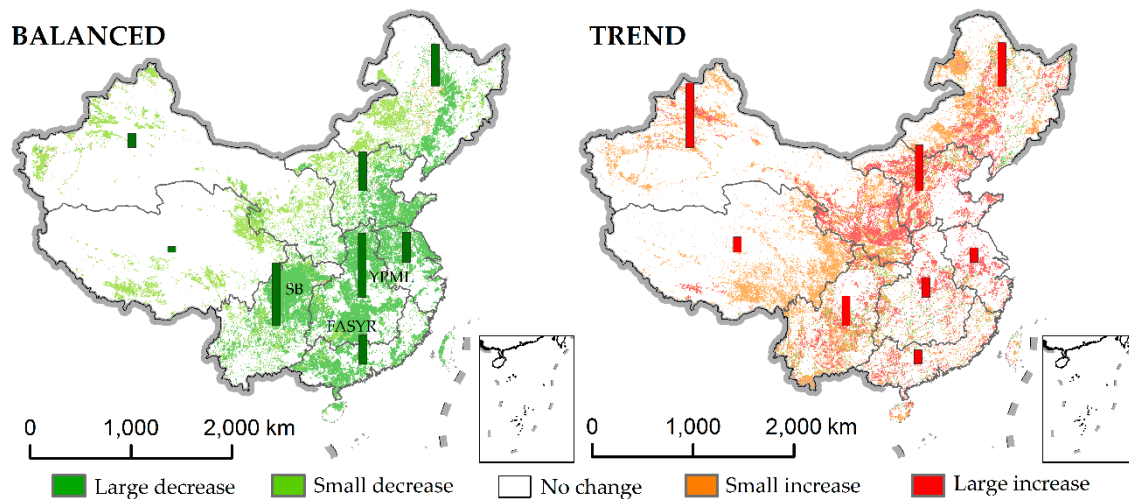 BALANCED
TREND
SB
YPML
FASYR
0
1,000
2,000 km
0
1,000
2,000 km
Large decrease
Small decrease
No change
Small increase
Large increase